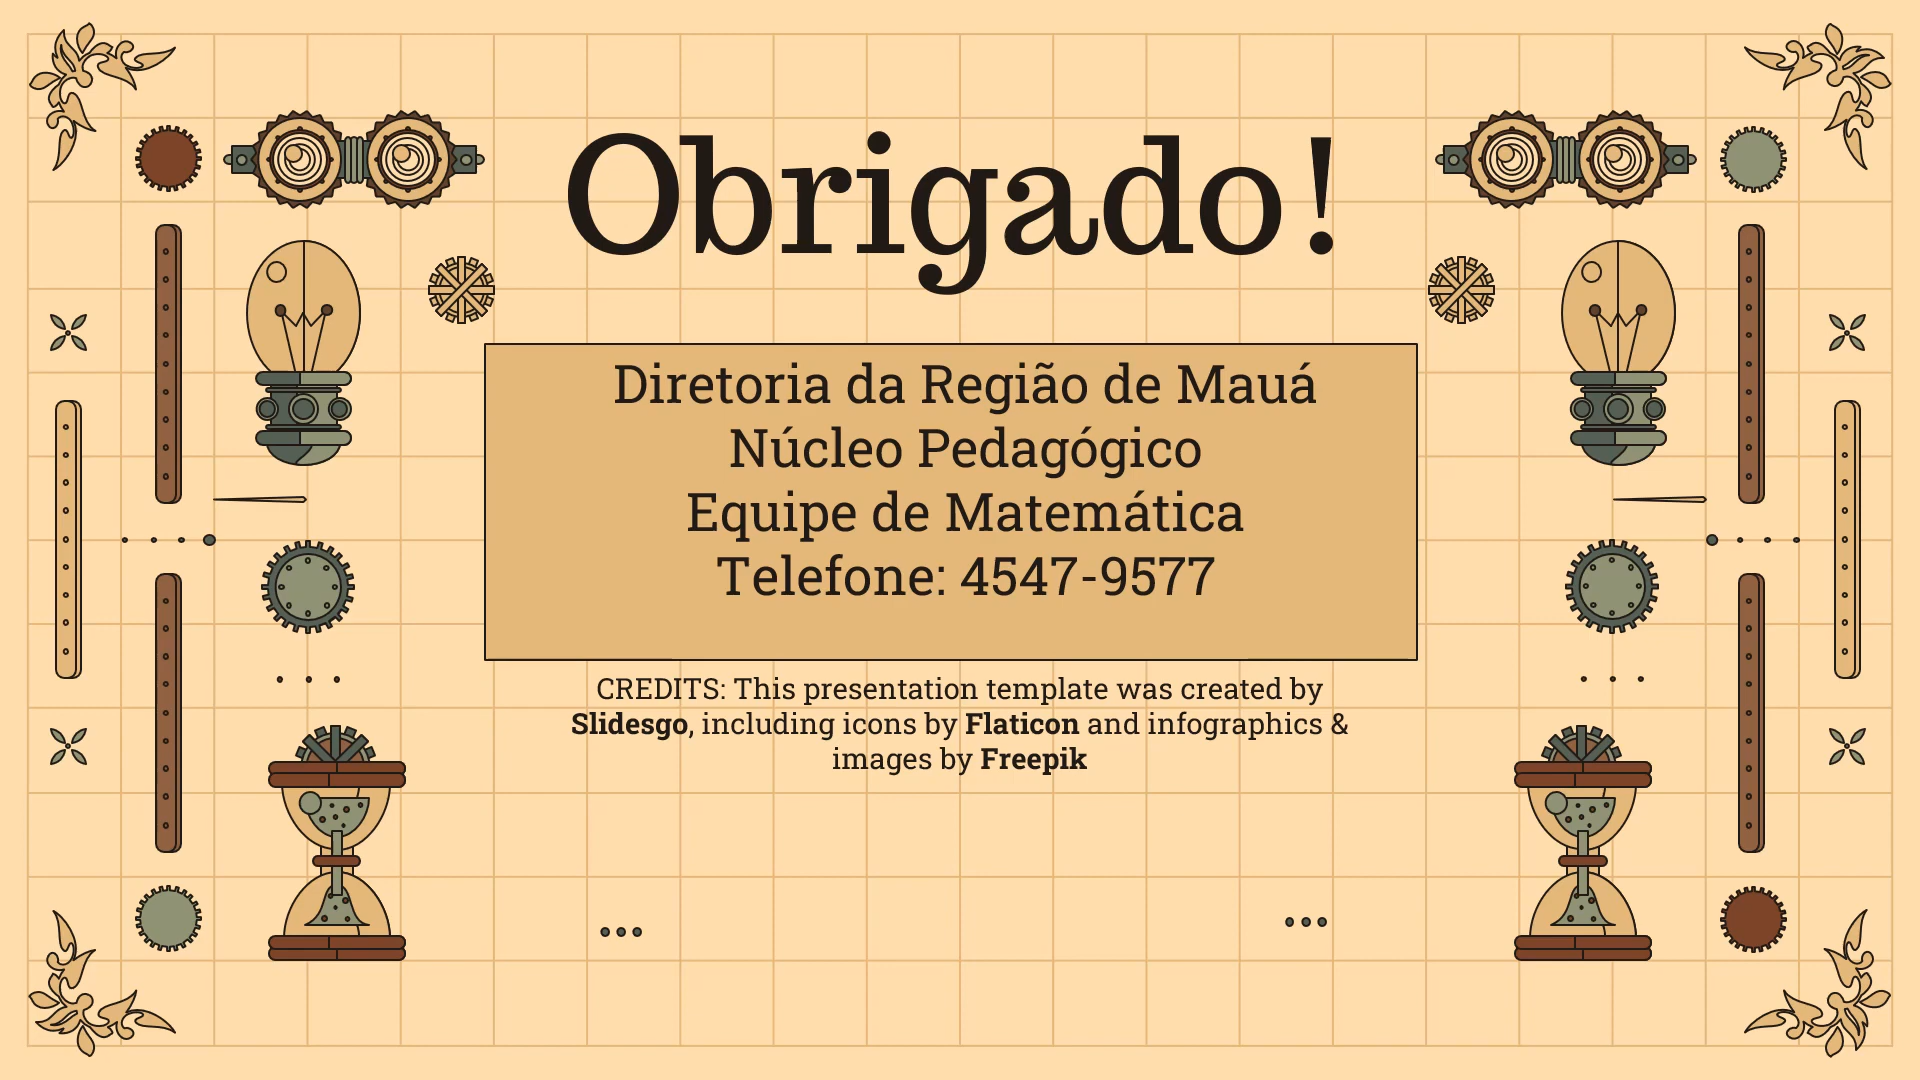 Obrigado!
Diretoria da Região de Mauá
Núcleo Pedagógico
Equipe de Matemática
Telefone: 4547-9577
CREDITS: This presentation template was created by
Slidesgo, including icons by Flaticon and infographics &
images by Freepik